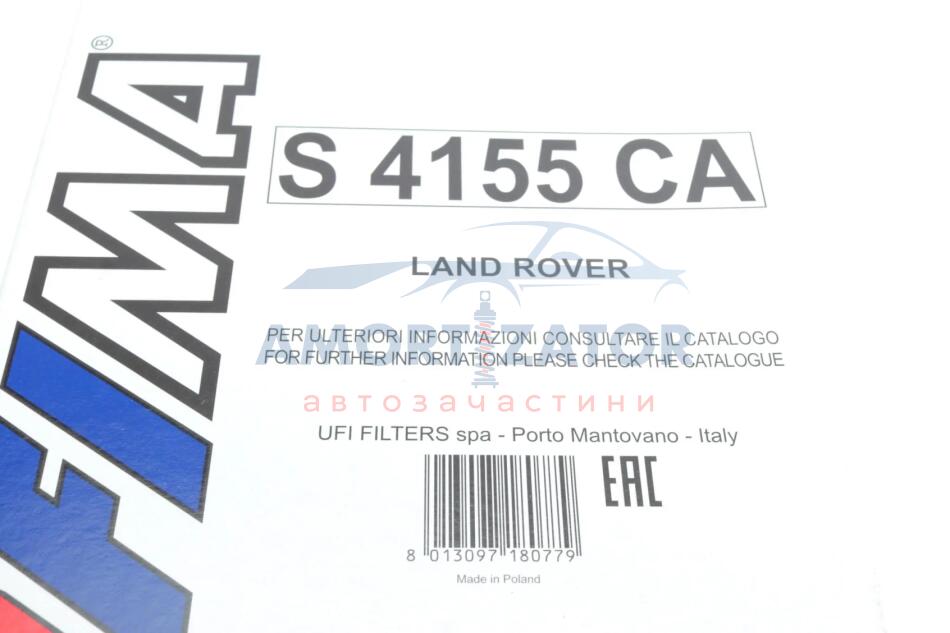 FIMA®
S 4155 CA
LAND ROVER
PER ULTERIORI INFORMAZIONI CONSULTARE IL CATALOGO
FOR FURTHER INFORMATION PLEASE CHECK THE CATALOGUE
AMORTIZATOR
автозачастини
UFI FILTERS spa - Porto Mantovano - Italy
EAC
8 013097 180779
Made in Poland